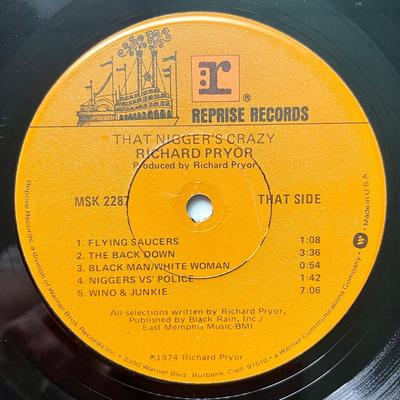 r ®
REPRISE RECORDS
THAT NIGGER'S CRAZY
RICHARD PRYOR
Produced by Richard Pryor
MSK 2287 THAT SIDE
1 FLYING SAUCERS 1:08
2. THE BACK DOWN 3:36
3. BLACK MAN/WHITE WOMAN 0:54
4. NIGGERS VS' POLICE 1:42
5. WINO & JUNKIE 7:06
All selections written by Richard Pryor,
Published by Black Rain, Inc./
East Memphis Music-BMI
℗1974 Richard Pryor
Reprise Records, a division of Warner Bros. Records Inc., 3300 Warner Blvd., Burbank, Calif. 91510 • a Warner Communications Company
Made in U.S.A.